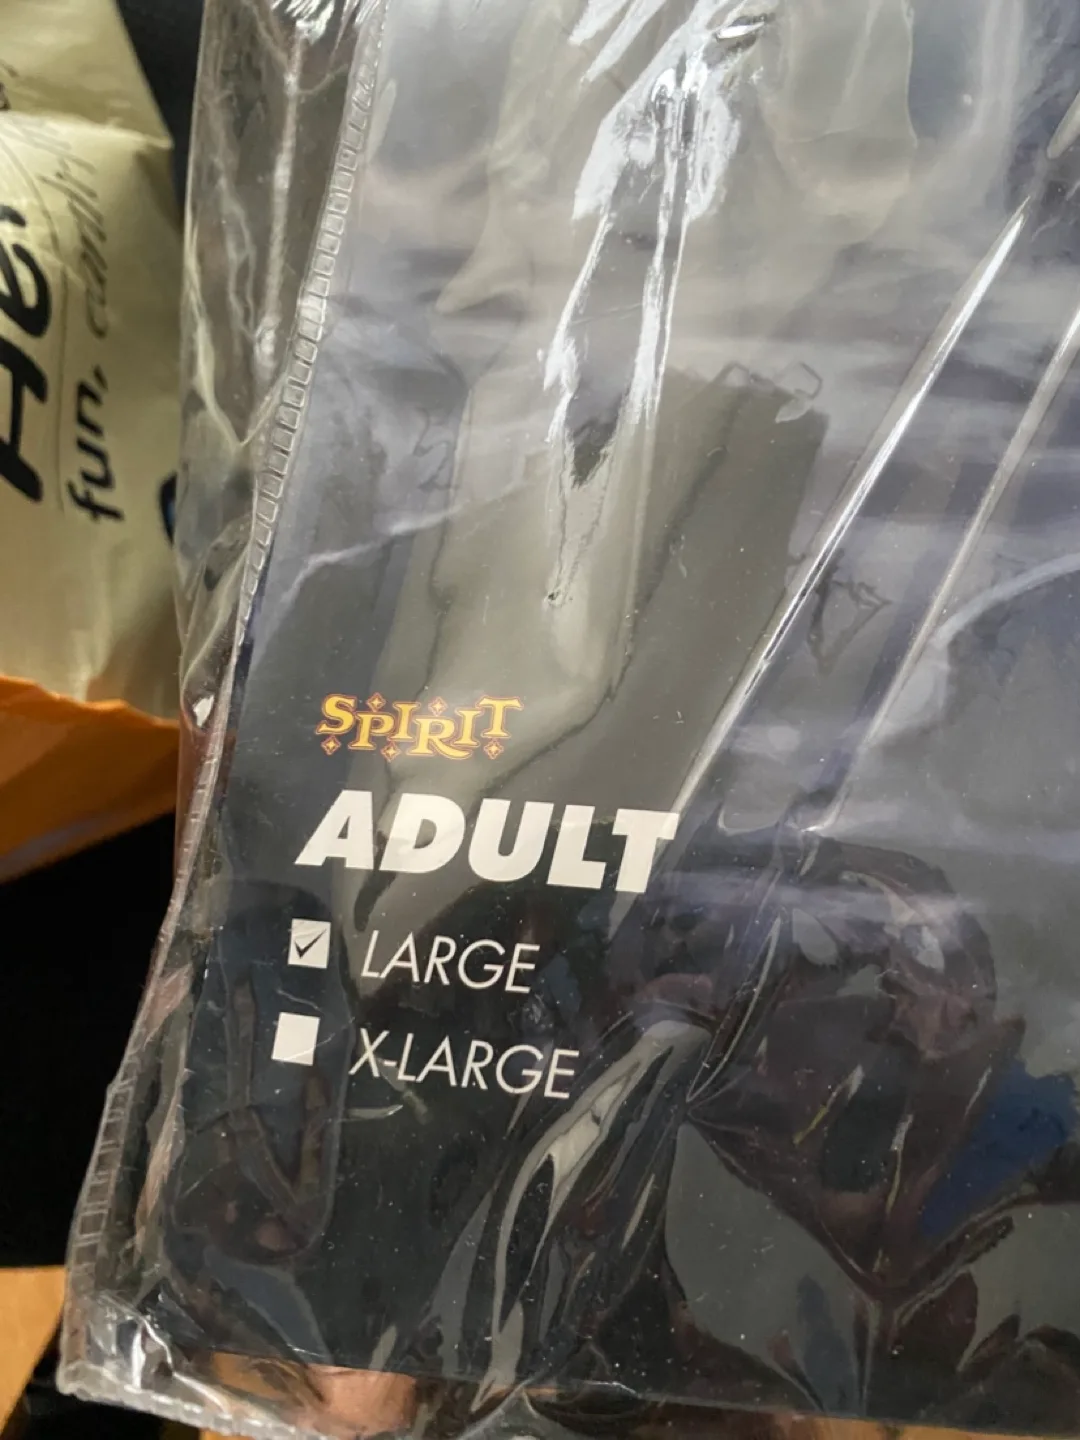 SPIRIT
ADULT
LARGE
X-LARGE
fun,